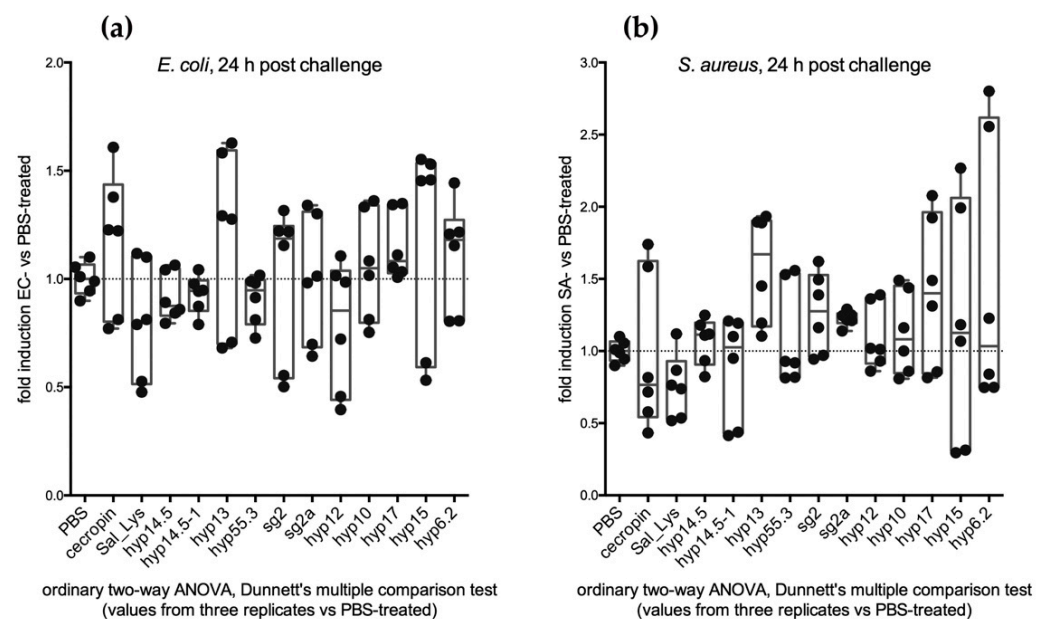 (a)
E. coli, 24 h post challenge
fold induction EC- vs PBS-treated
2.0
1.5
1.0
0.5
0.0
PBS
cecropin
Sal_Lys
hyp14.5
hyp14.5-1
hyp13
hyp55.3
sg2
sg2a
hyp12
hyp10
hyp17
hyp15
hyp6.2
ordinary two-way ANOVA, Dunnett's multiple comparison test
(values from three replicates vs PBS-treated)
(b)
S. aureus, 24 h post challenge
fold induction SA- vs PBS-treated
3.0
2.5
2.0
1.5
1.0
0.5
0.0
PBS
cecropin
Sal_Lys
hyp14.5
hyp14.5-1
hyp13
hyp55.3
sg2
sg2a
hyp12
hyp10
hyp17
hyp15
hyp6.2
ordinary two-way ANOVA, Dunnett's multiple comparison test
(values from three replicates vs PBS-treated)